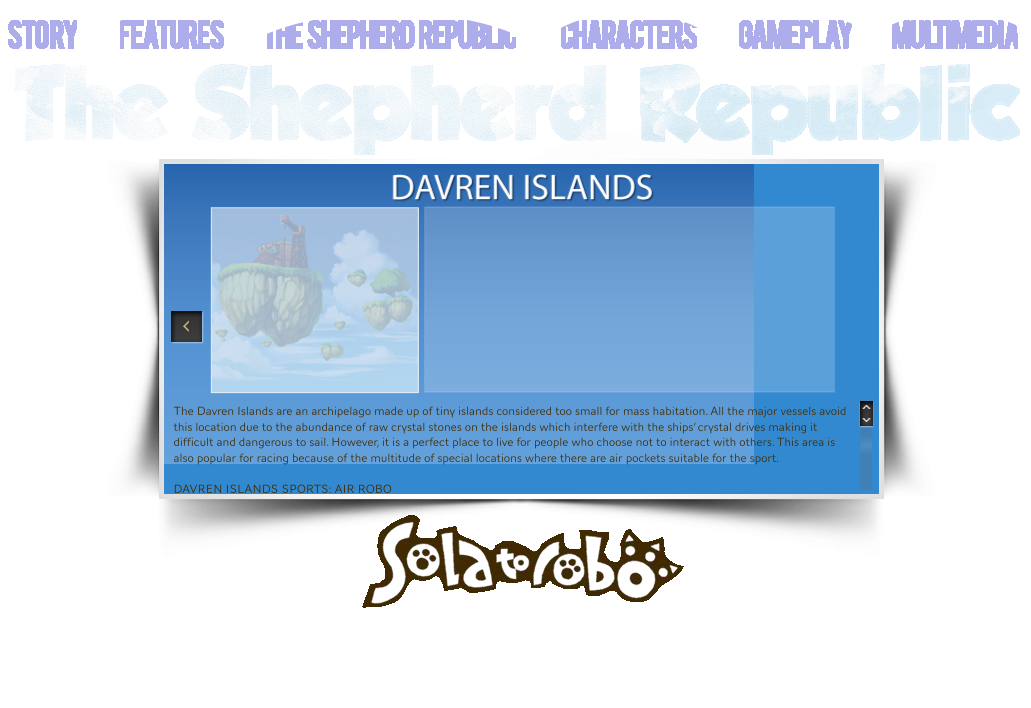 STORY FEATURES THE SHEPHERD REPUBLIC CHARACTERS GAMEPLAY MULTIMEDIA
The Shepherd Republic
DAVREN ISLANDS
The Davren Islands are an archipelago made up of tiny islands considered too small for mass habitation. All the major vessels avoid
this location due to the abundance of raw crystal stones on the islands which interfere with the ships' crystal drives making it
difficult and dangerous to sail. However, it is a perfect place to live for people who choose not to interact with others. This area is
also popular for racing because of the multitude of special locations where there are air pockets suitable for the sport.
DAVREN ISLANDS SPORTS: AIR ROBO
Solatorobo